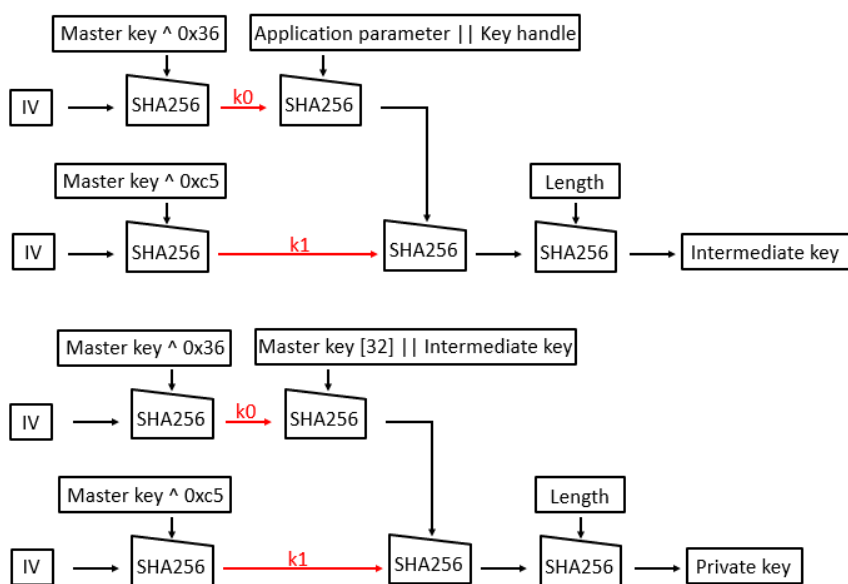 Master key ^ 0x36
Application parameter || Key handle
IV
SHA256
k0
SHA256
Master key ^ 0xc5
Length
IV
SHA256
k1
SHA256
SHA256
Intermediate key
Master key ^ 0x36
Master key [32] || Intermediate key
IV
SHA256
k0
SHA256
Master key ^ 0xc5
Length
IV
SHA256
k1
SHA256
SHA256
Private key